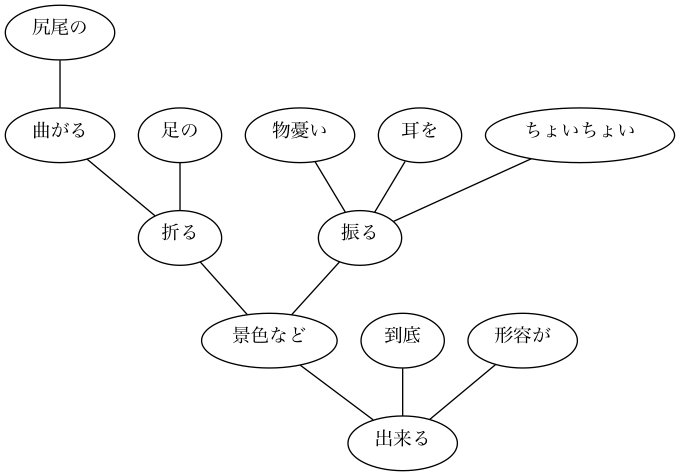 尻尾の
曲がる
足の
物憂い
耳を
ちょいちょい
折る
振る
景色など
到底
形容が
出来る